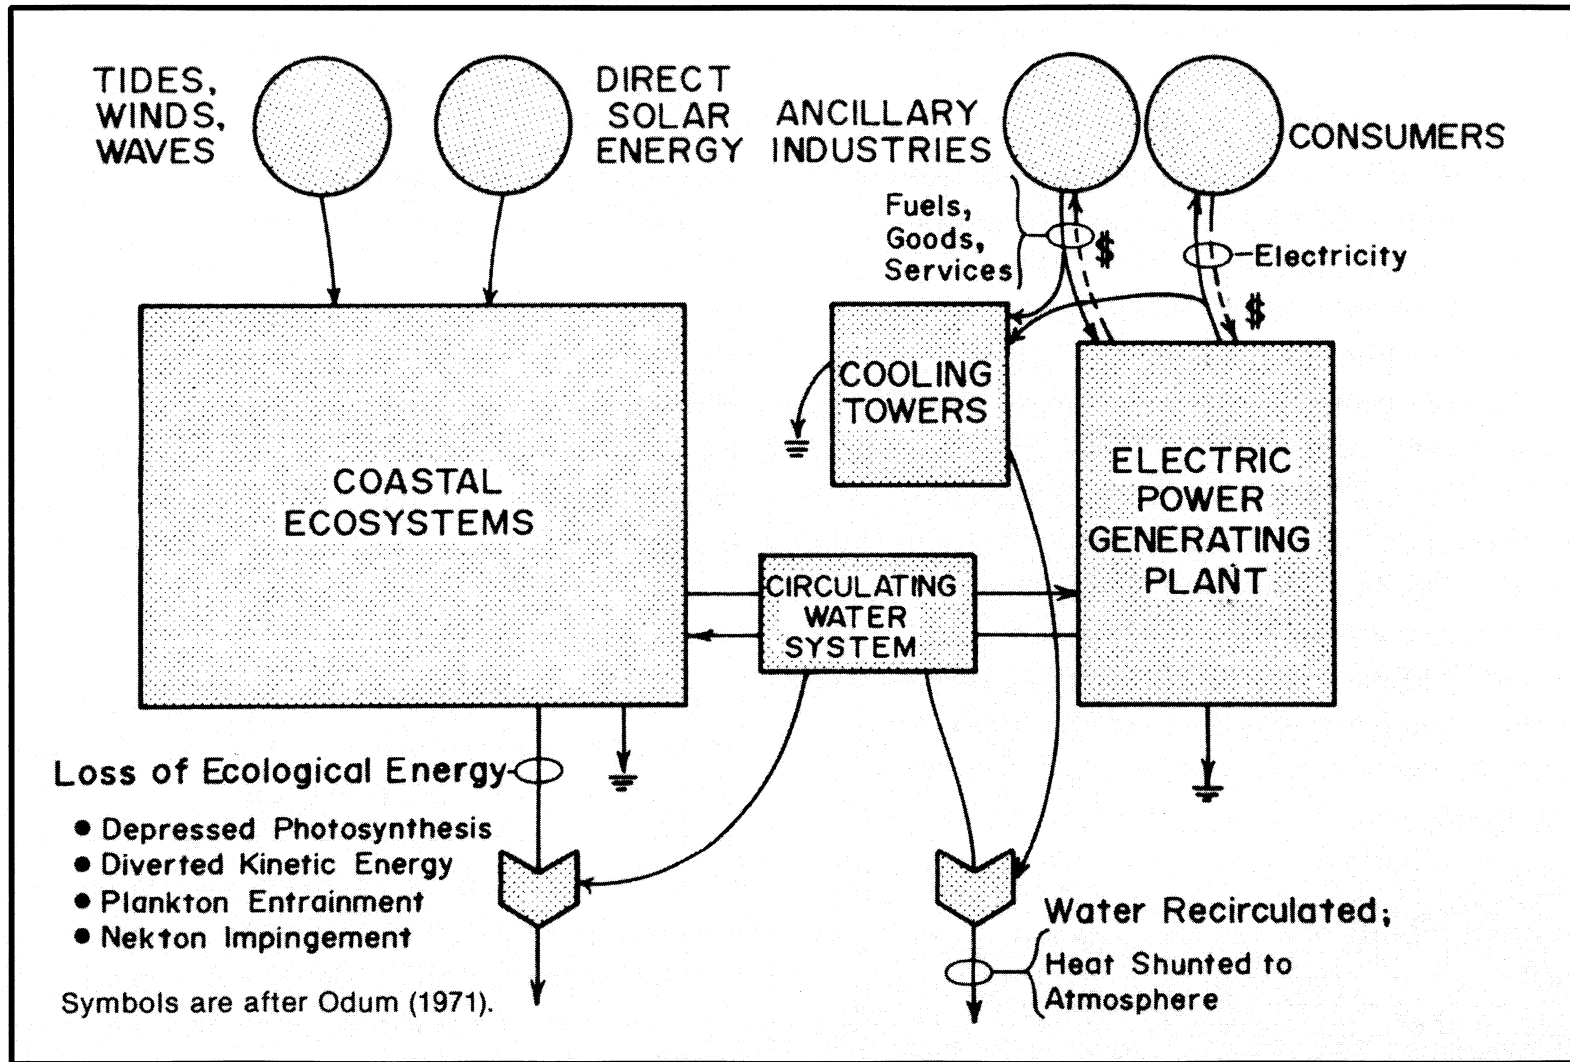 TIDES,
WINDS,
WAVES
DIRECT
SOLAR
ENERGY
ANCILLARY
INDUSTRIES
CONSUMERS
Fuels,
Goods,
Services
$
Electricity
$
COOLING
TOWERS
COASTAL
ECOSYSTEMS
ELECTRIC
POWER
GENERATING
PLANT
CIRCULATING
WATER
SYSTEM
Loss of Ecological Energy
• Depressed Photosynthesis
• Diverted Kinetic Energy
• Plankton Entrainment
• Nekton Impingement
Water Recirculated;
Heat Shunted to
Atmosphere
Symbols are after Odum (1971).